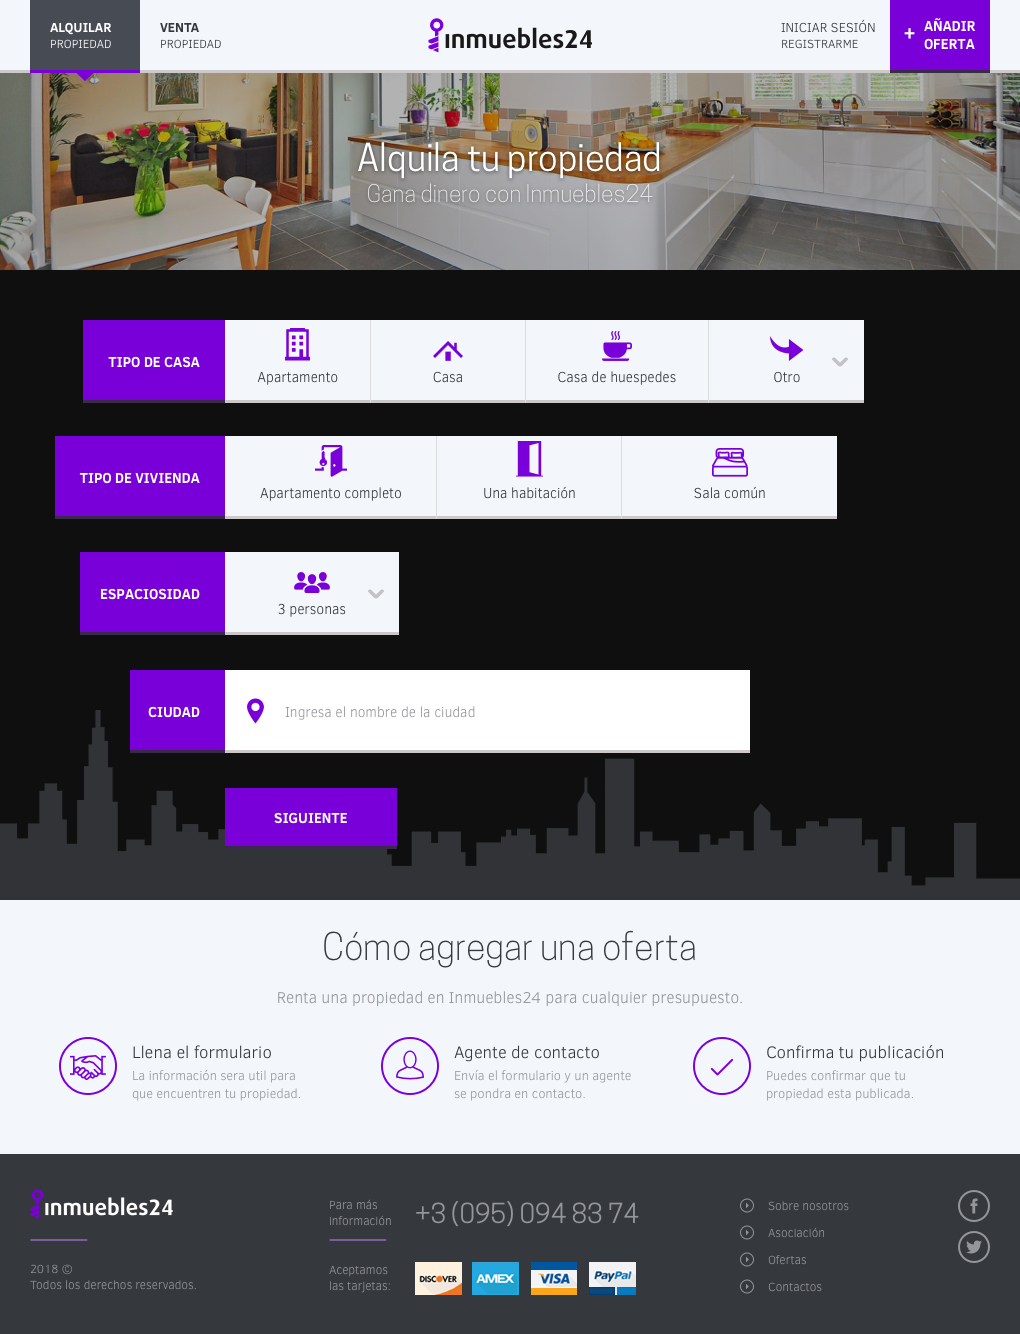 ALQUILAR
PROPIEDAD
VENTA
PROPIEDAD
inmuebles24
INICIAR SESIÓN
REGISTRARME
+ AÑADIR
OFERTA
Alquila tu propiedad
Gana dinero con Inmuebles24
TIPO DE CASA
Apartamento
Casa
Casa de huespedes
Otro
TIPO DE VIVIENDA
Apartamento completo
Una habitación
Sala común
ESPACIOSIDAD
3 personas
CIUDAD
Ingresa el nombre de la ciudad
SIGUIENTE
Cómo agregar una oferta
Renta una propiedad en Inmuebles24 para cualquier presupuesto.
Llena el formulario
La información sera util para
que encuentren tu propiedad.
Agente de contacto
Envía el formulario y un agente
se pondra en contacto.
Confirma tu publicación
Puedes confirmar que tu
propiedad esta publicada.
inmuebles24
2018 ©
Todos los derechos reservados.
Para más
Información
+3 (095) 094 83 74
Aceptamos
las tarjetas:
DISCOVER
AMEX
VISA
PayPal
Sobre nosotros
Asociación
Ofertas
Contactos